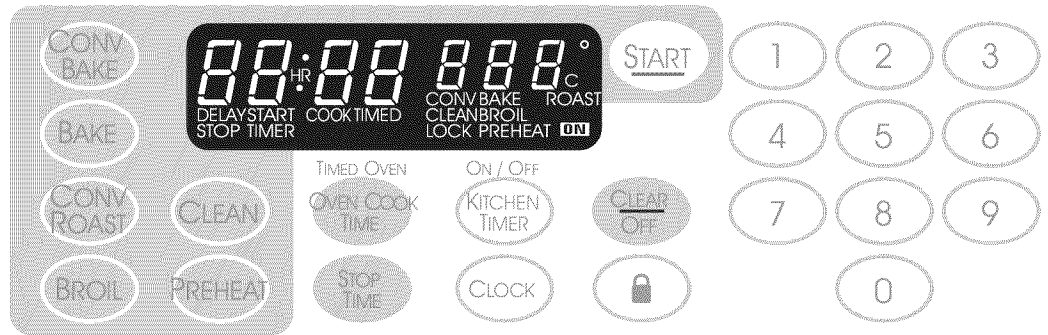 CONV
BAKE
BAKE
CONV
ROAST
CLEAN
BROIL
PREHEAT
88:88
HR
888°
C
CONV BAKE
ROAST
DELAY START COOK TIMED
CLEAN BROIL
STOP TIMER
LOCK PREHEAT ON
START
TIMED OVEN
OVEN COOK
TIME
STOP
TIME
ON / OFF
KITCHEN
TIMER
CLOCK
CLEAR
OFF
1 2 3
4 5 6
7 8 9
0